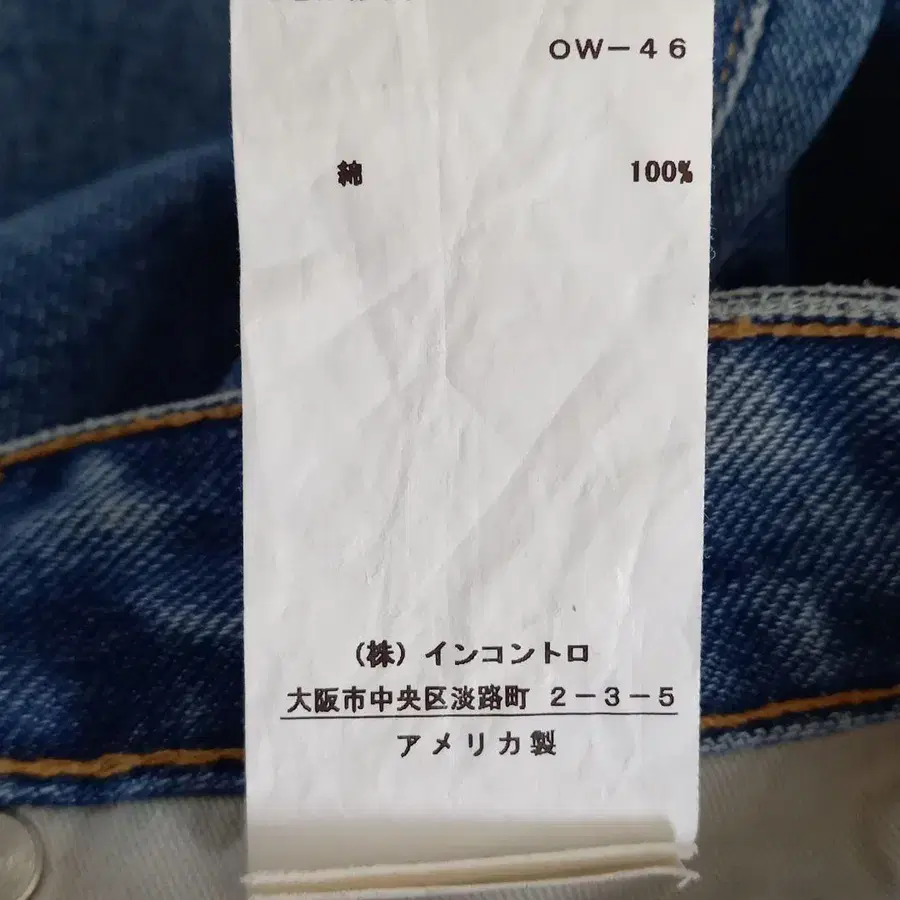 OW－46
綿 100%
(株) インコントロ
大阪市中央区淡路町 2－3－5
アメリカ製